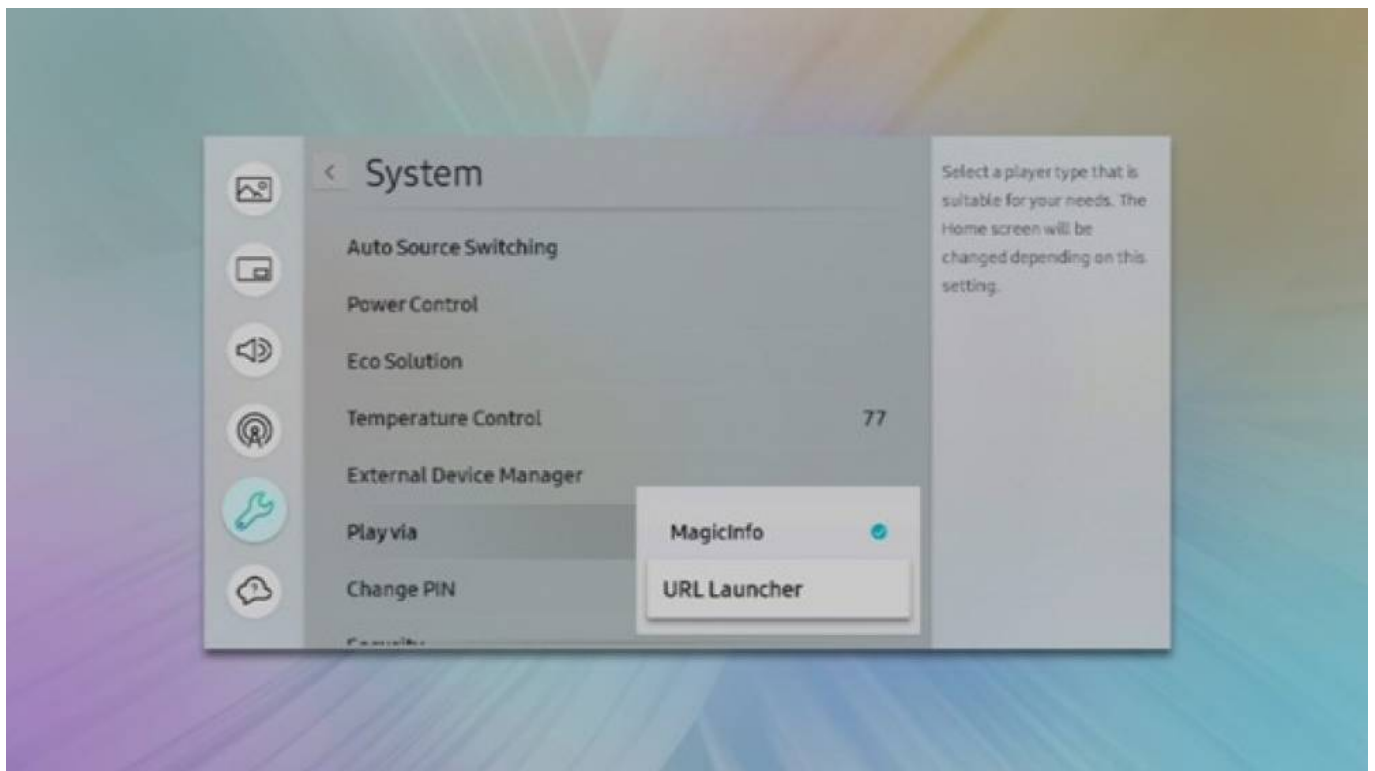 System
Auto Source Switching
Power Control
Eco Solution
Temperature Control 77
External Device Manager
Play via
MagicInfo
Change PIN
URL Launcher
Security
Select a player type that is
suitable for your needs. The
Home screen will be
changed depending on this
setting.